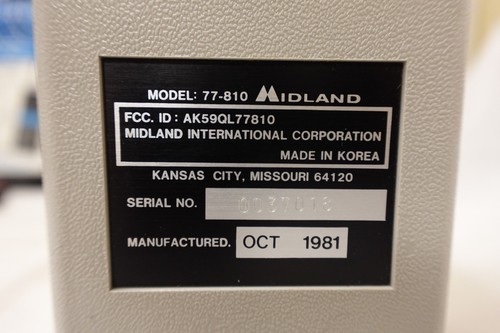 MODEL: 77-810 MIDLAND
FCC. ID: AK59QL77810
MIDLAND INTERNATIONAL CORPORATION
MADE IN KOREA
KANSAS CITY, MISSOURI 64120
SERIAL NO.
MANUFACTURED. OCT 1981